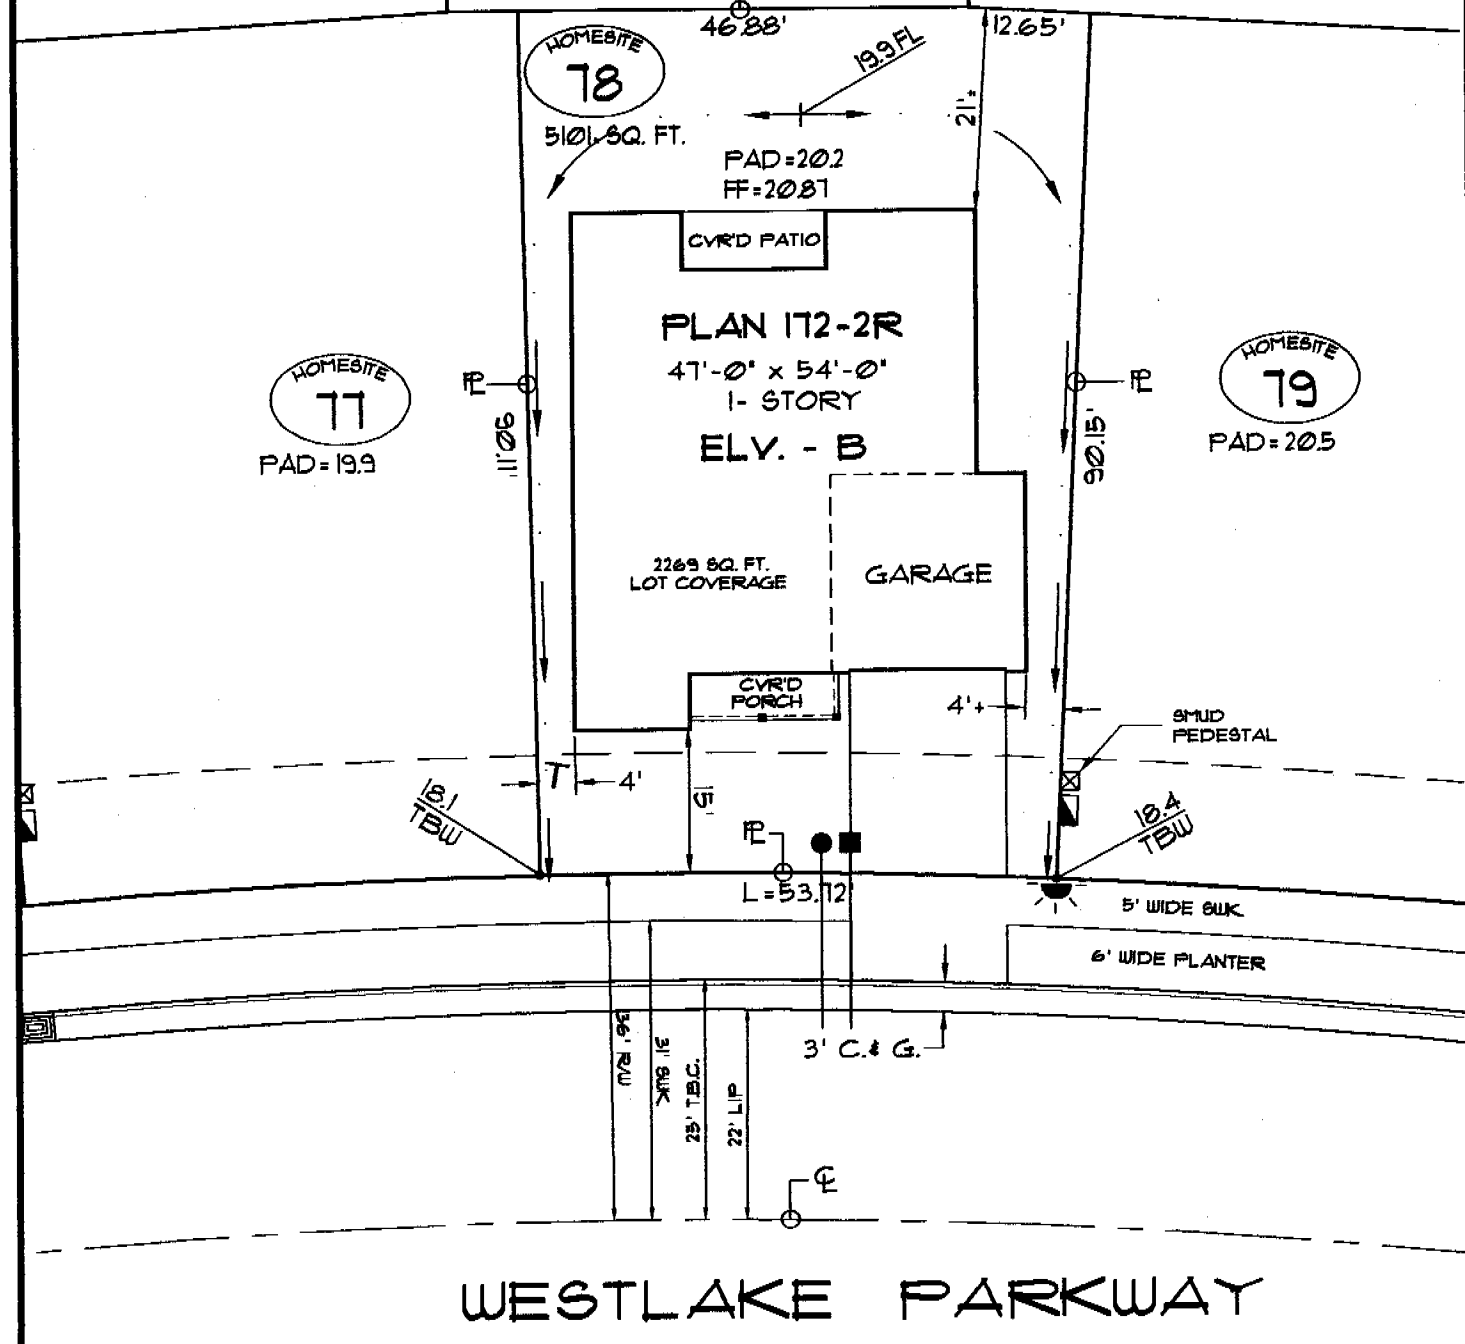 46.88'
12.65'
HOMESITE
78
5101 SQ. FT.
19.9 FL
21'±
PAD=20.2
FF=20.87
CVR'D PATIO
PLAN 172-2R
47'-0" x 54'-0"
1- STORY
ELV. - B
HOMESITE
77
PAD=19.9
PL
90.11'
PL
90.15'
HOMESITE
79
PAD=20.5
2269 SQ. FT.
LOT COVERAGE
GARAGE
CVR'D
PORCH
4'+
SMUD
PEDESTAL
T
4'
15'
18.1
TBW
PL
18.4
TBW
L=53.72'
5' WIDE SWK.
6' WIDE PLANTER
3' C.& G.
36' R/W
31' SWK.
25' T.B.C.
22' LIP
CL
WESTLAKE PARKWAY